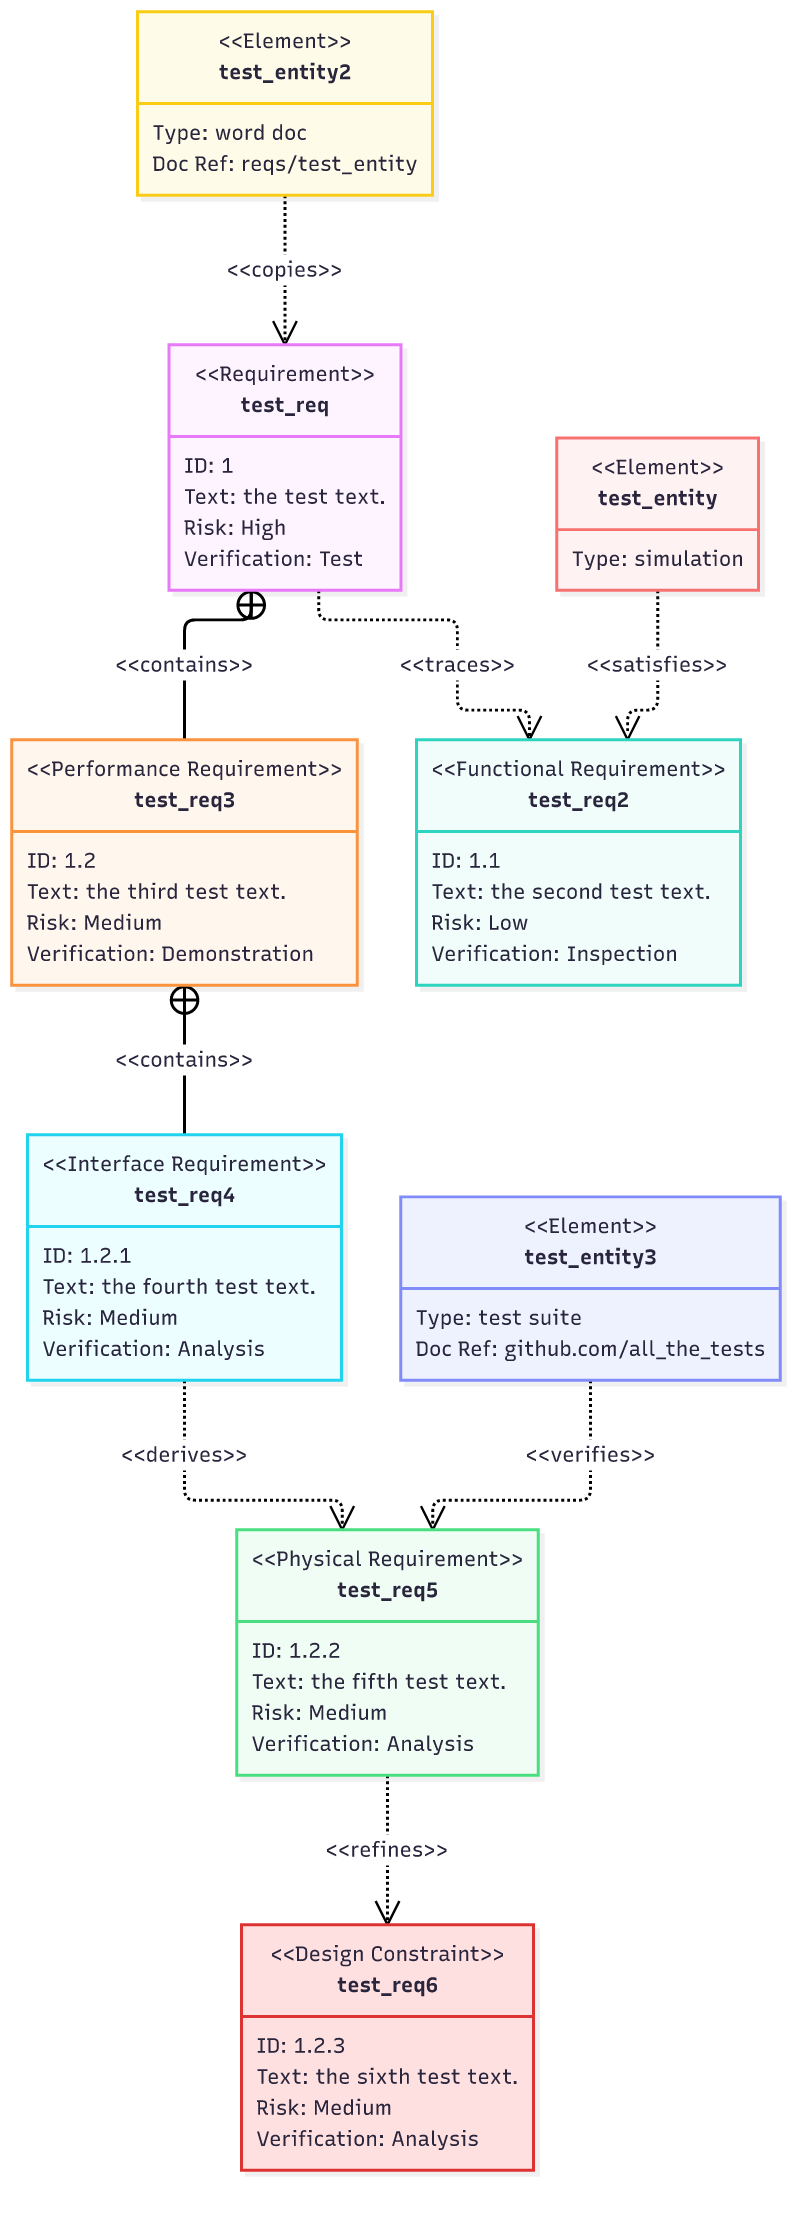 <<Element>>
test_entity2
Type: word doc
Doc Ref: reqs/test_entity
<<copies>>
<<Requirement>>
test_req
ID: 1
Text: the test text.
Risk: High
Verification: Test
<<Element>>
test_entity
Type: simulation
<<contains>>
<<traces>>
<<satisfies>>
<<Performance Requirement>>
test_req3
ID: 1.2
Text: the third test text.
Risk: Medium
Verification: Demonstration
<<Functional Requirement>>
test_req2
ID: 1.1
Text: the second test text.
Risk: Low
Verification: Inspection
<<contains>>
<<Interface Requirement>>
test_req4
ID: 1.2.1
Text: the fourth test text.
Risk: Medium
Verification: Analysis
<<Element>>
test_entity3
Type: test suite
Doc Ref: github.com/all_the_tests
<<derives>>
<<verifies>>
<<Physical Requirement>>
test_req5
ID: 1.2.2
Text: the fifth test text.
Risk: Medium
Verification: Analysis
<<refines>>
<<Design Constraint>>
test_req6
ID: 1.2.3
Text: the sixth test text.
Risk: Medium
Verification: Analysis